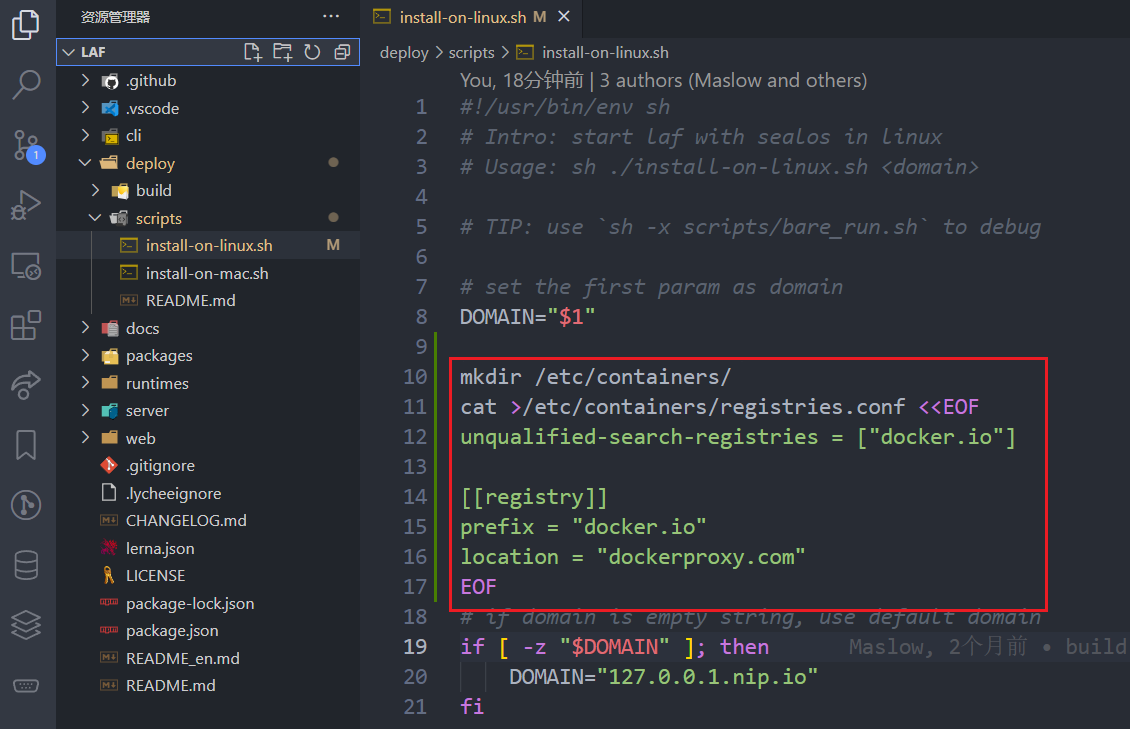 资源管理器
LAF
.github
.vscode
cli
deploy
build
scripts
install-on-linux.sh M
install-on-mac.sh
README.md
docs
packages
runtimes
server
web
.gitignore
.lycheeignore
CHANGELOG.md
lerna.json
LICENSE
package-lock.json
package.json
README_en.md
README.md
1
install-on-linux.sh M
deploy > scripts > install-on-linux.sh
You, 18分钟前 | 3 authors (Maslow and others)
1 #!/usr/bin/env sh
2 # Intro: start laf with sealos in linux
3 # Usage: sh ./install-on-linux.sh <domain>
4
5 # TIP: use `sh -x scripts/bare_run.sh` to debug
6
7 # set the first param as domain
8 DOMAIN="$1"
9
10 mkdir /etc/containers/
11 cat >/etc/containers/registries.conf <<EOF
12 unqualified-search-registries = ["docker.io"]
13
14 [[registry]]
15 prefix = "docker.io"
16 location = "dockerproxy.com"
17 EOF
18 # if domain is empty string, use default domain
19 if [ -z "$DOMAIN" ]; then Maslow, 2个月前 • build
20 DOMAIN="127.0.0.1.nip.io"
21 fi